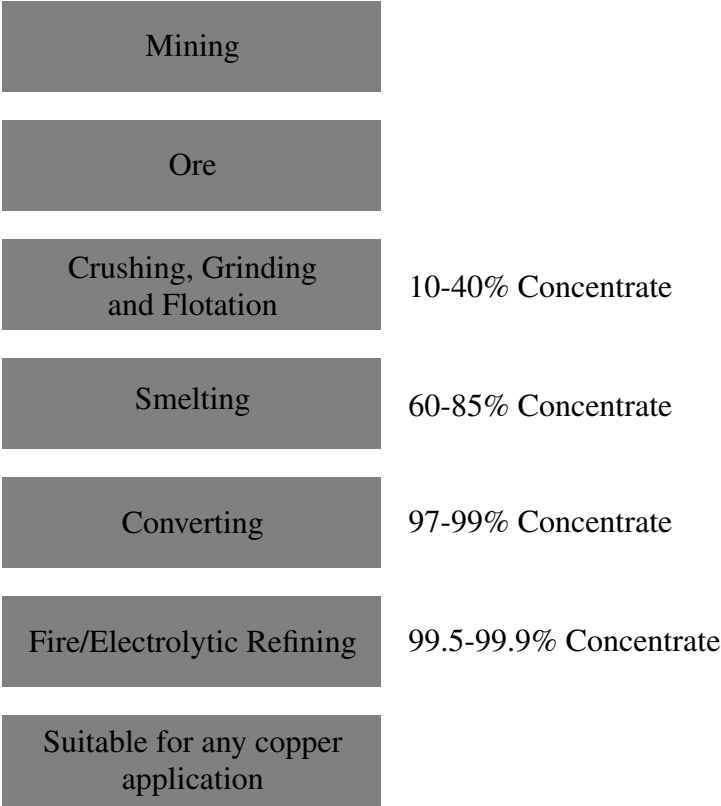 Mining
Ore
Crushing, Grinding
and Flotation
10-40% Concentrate
Smelting
60-85% Concentrate
Converting
97-99% Concentrate
Fire/Electrolytic Refining
99.5-99.9% Concentrate
Suitable for any copper
application